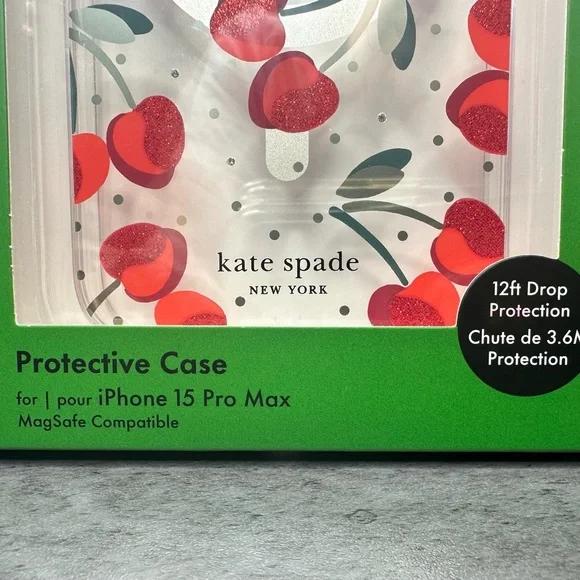 kate spade
NEW YORK
12ft Drop
Protection
Chute de 3.6M
Protection
Protective Case
for | pour iPhone 15 Pro Max
MagSafe Compatible